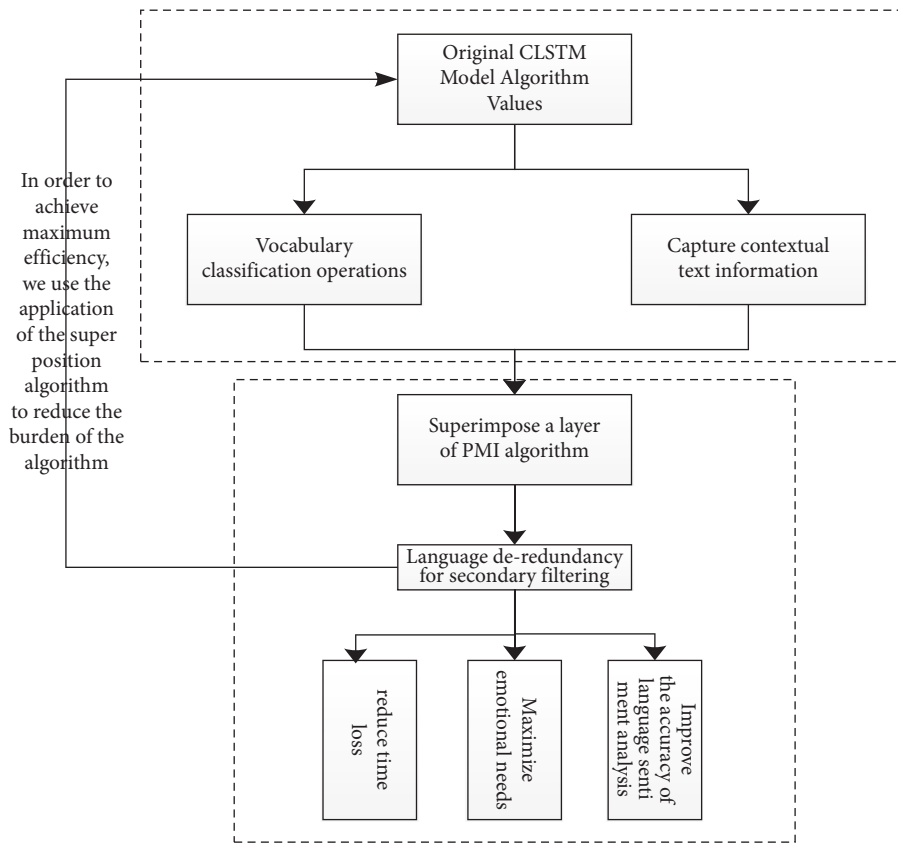 Original CLSTM
Model Algorithm
Values
In order to
achieve
maximum
efficiency,
we use the
application
of the super
position
algorithm
to reduce the
burden of the
algorithm
Vocabulary
classification operations
Capture contextual
text information
Superimpose a layer
of PMI algorithm
Language de-redundancy
for secondary filtering
reduce time
loss
Maximize
emotional needs
Improve
the accuracy of
language senti
ment analysis